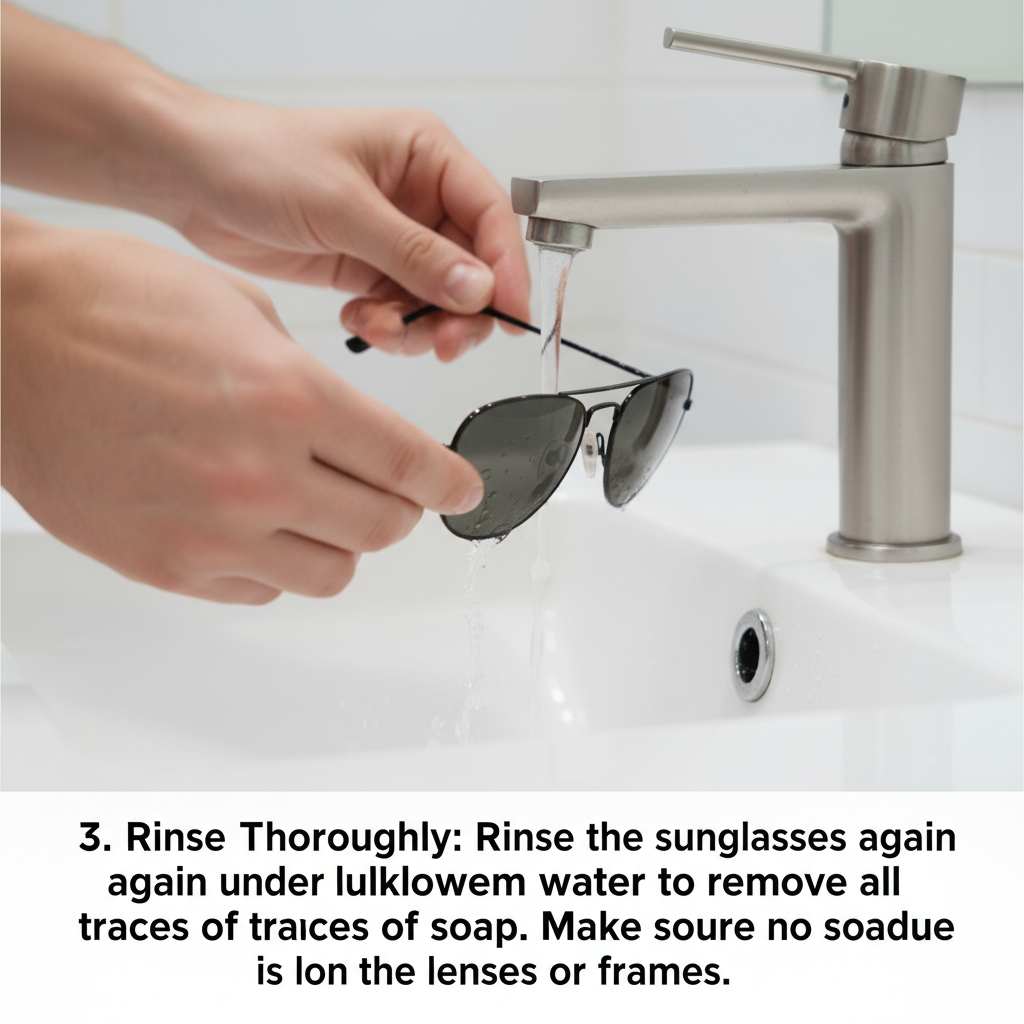 3. Rinse Thoroughly: Rinse the sunglasses again
again under lulklowem water to remove all
traces of traıces of soap. Make soure no soadue
is lon the lenses or frames.